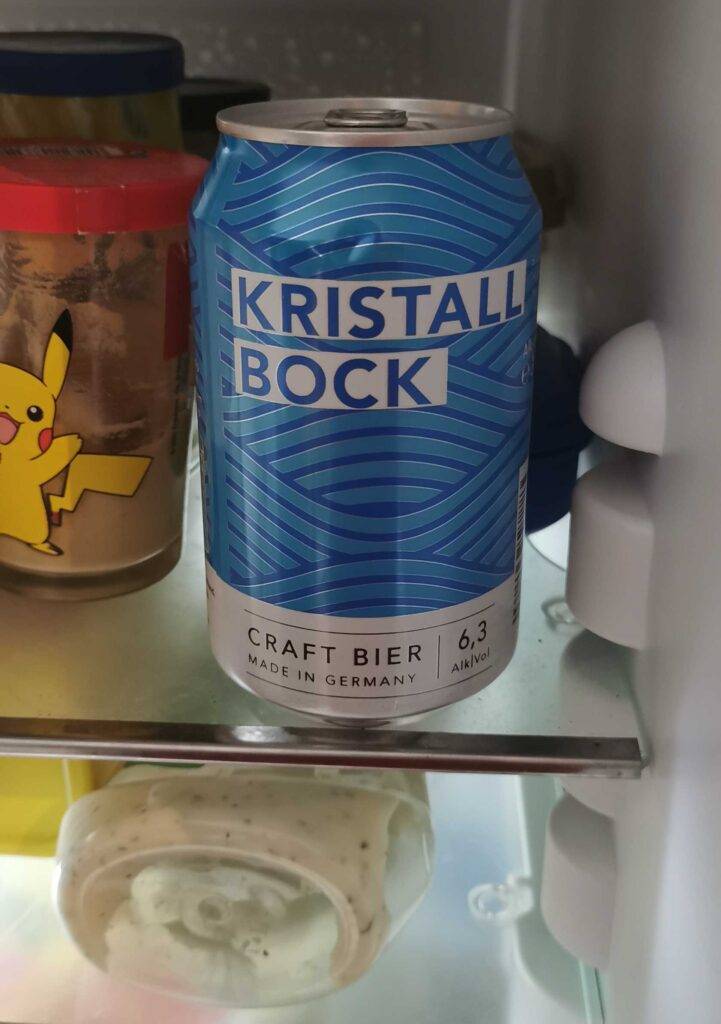 KRISTALL
BOCK
CRAFT BIER
MADE IN GERMANY
6,3
Alk|Vol